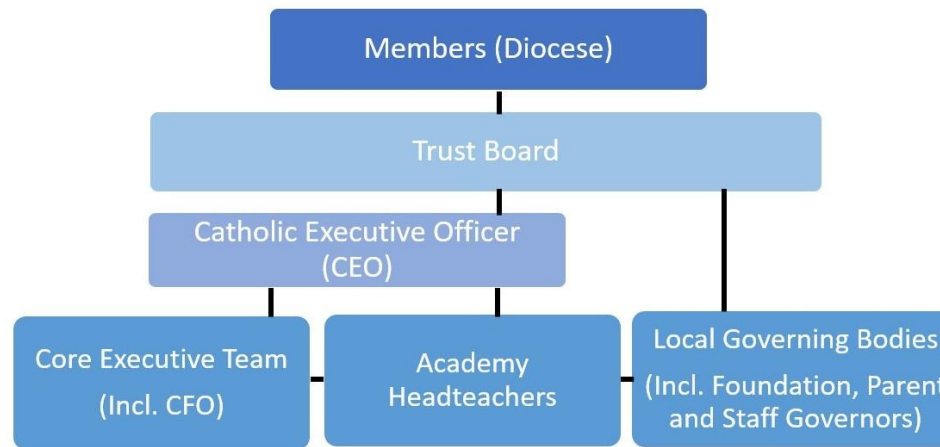 Members (Diocese)
Trust Board
Catholic Executive Officer
(CEO)
Core Executive Team
(Incl. CFO)
Academy
Headteachers
Local Governing Bodies
(Incl. Foundation, Parent
and Staff Governors)